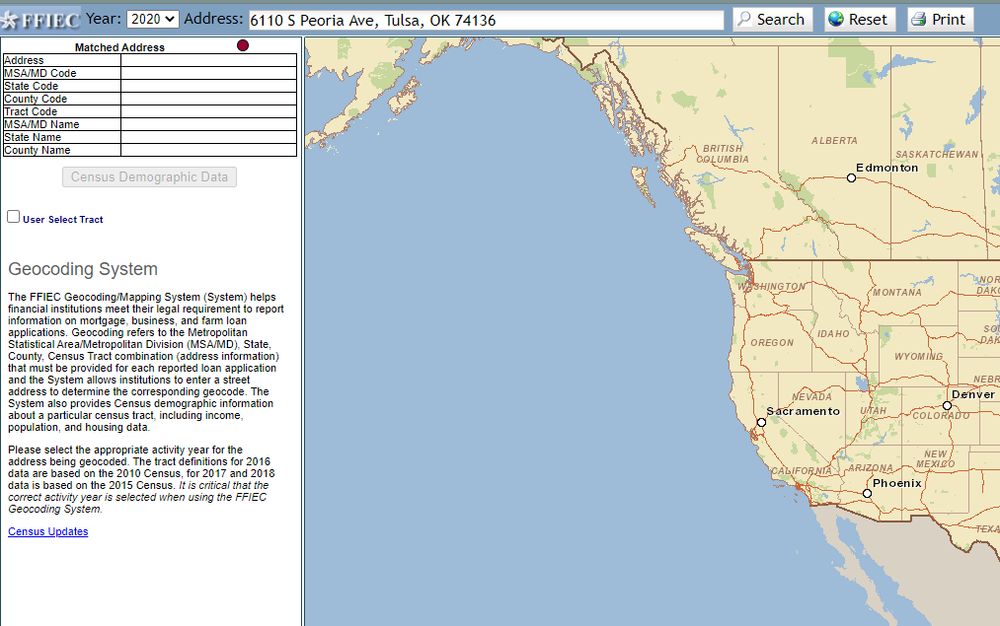 FFIEC Year: 2020 Address: 6110 S Peoria Ave, Tulsa, OK 74136 Search Reset Print
Matched Address
Address
MSA/MD Code
State Code
County Code
Tract Code
MSA/MD Name
State Name
County Name
Census Demographic Data
User Select Tract
Geocoding System
The FFIEC Geocoding/Mapping System (System) helps
financial institutions meet their legal requirement to report
information on mortgage, business, and farm loan
applications. Geocoding refers to the Metropolitan
Statistical Area/Metropolitan Division (MSA/MD), State,
County, Census Tract combination (address information)
that must be provided for each reported loan application
and the System allows institutions to enter a street
address to determine the corresponding geocode. The
System also provides Census demographic information
about a particular census tract, including income,
population, and housing data.
Please select the appropriate activity year for the
address being geocoded. The tract definitions for 2016
data are based on the 2010 Census, for 2017 and 2018
data is based on the 2015 Census. It is critical that the
correct activity year is selected when using the FFIEC
Geocoding System.
Census Updates
BRITISH
COLUMBIA
ALBERTA
SASKATCHEWAN
Edmonton
WASHINGTON
MONTANA
NOR
DAKO
OREGON
IDAHO
WYOMING
SOU
DAK
NEBR
NEVADA
UTAH
Denver
COLORADO
Sacramento
CALIFORNIA
ARIZONA
NEW
MEXICO
Phoenix
TEXA